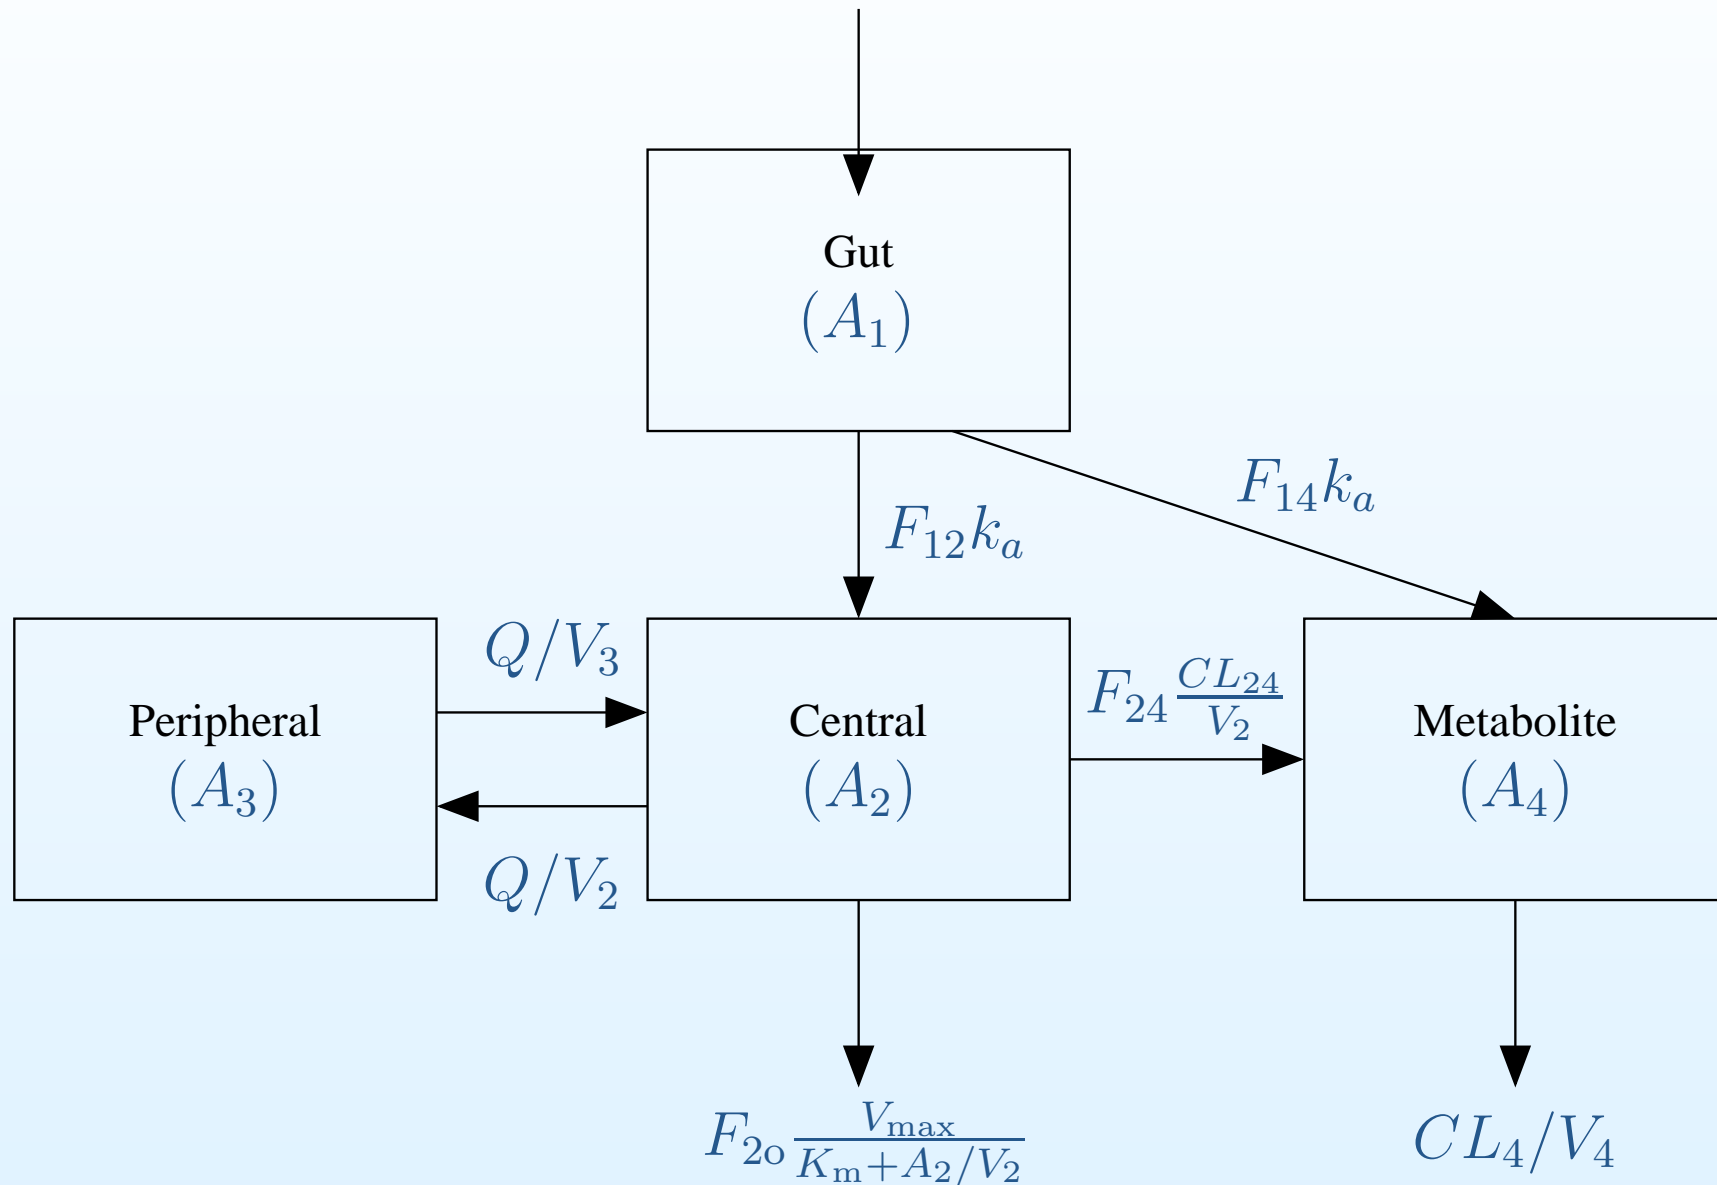 Gut
(A₁)
F₁₄kₐ
F₁₂kₐ
Q/V₃
Peripheral
(A₃)
Q/V₂
Central
(A₂)
F₂₄ CL₂₄/V₂
Metabolite
(A₄)
F₂ₒ Vmax/(Km+A₂/V₂)
CL₄/V₄